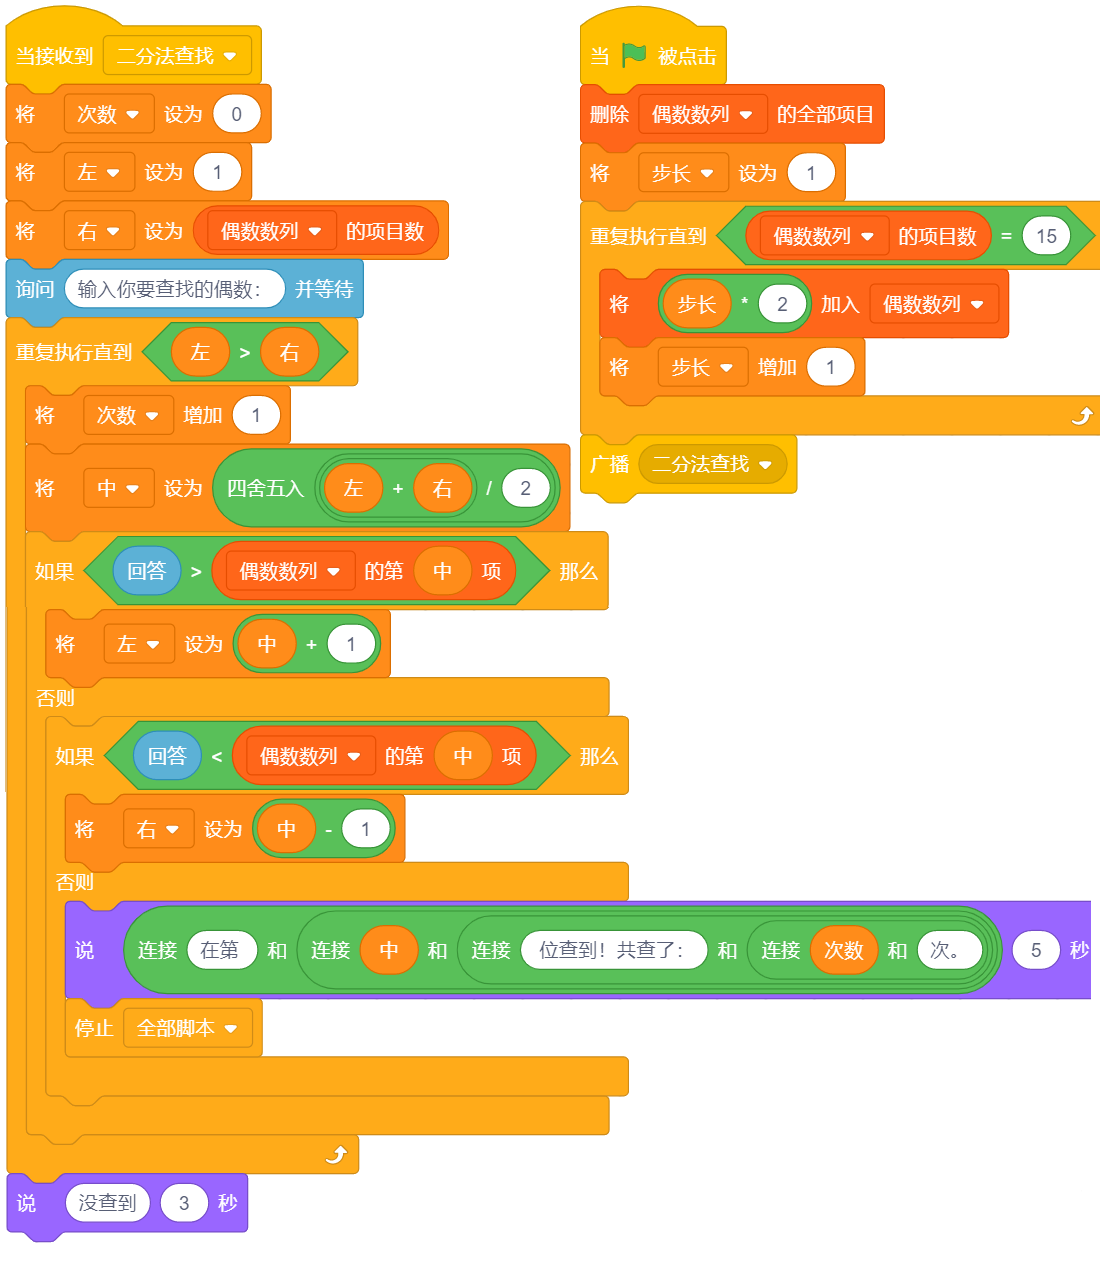 当接收到 二分法查找
将 次数 设为 0
将 左 设为 1
将 右 设为 偶数数列 的项目数
询问 输入你要查找的偶数： 并等待
重复执行直到 左 > 右
将 次数 增加 1
将 中 设为 四舍五入 左 + 右 / 2
如果 回答 > 偶数数列 的第 中 项 那么
将 左 设为 中 + 1
否则
如果 回答 < 偶数数列 的第 中 项 那么
将 右 设为 中 - 1
否则
说 连接 在第 和 连接 中 和 连接 位查到！共查了： 和 连接 次数 和 次。 5 秒
停止 全部脚本
说 没查到 3 秒
当 被点击
删除 偶数数列 的全部项目
将 步长 设为 1
重复执行直到 偶数数列 的项目数 = 15
将 步长 * 2 加入 偶数数列
将 步长 增加 1
广播 二分法查找